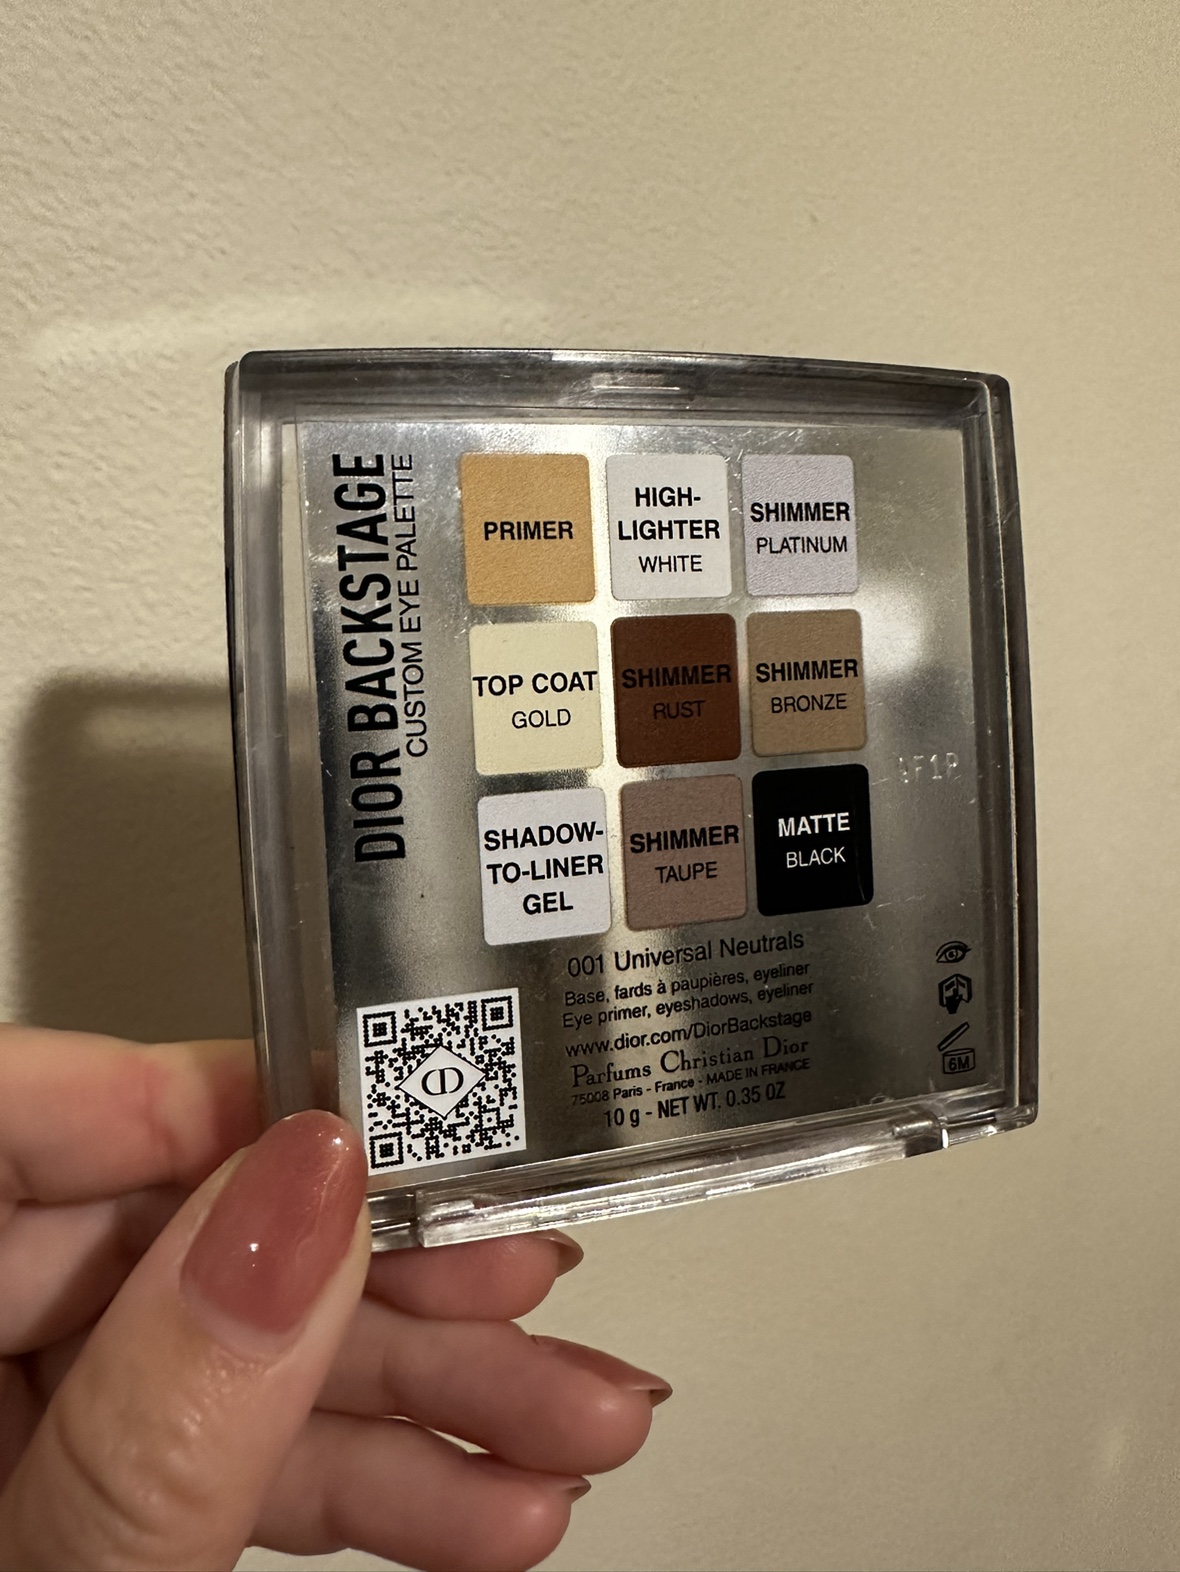 DIOR BACKSTAGE
CUSTOM EYE PALETTE
PRIMER
HIGH-
LIGHTER
WHITE
SHIMMER
PLATINUM
TOP COAT
GOLD
SHIMMER
RUST
SHIMMER
BRONZE
SHADOW-
TO-LINER
GEL
SHIMMER
TAUPE
MATTE
BLACK
001 Universal Neutrals
Base, fards à paupières, eyeliner
Eye primer, eyeshadows, eyeliner
www.dior.com/DiorBackstage
Parfums Christian Dior
75008 Paris - France - MADE IN FRANCE
10 g - NET WT. 0.35 OZ
CD
6M